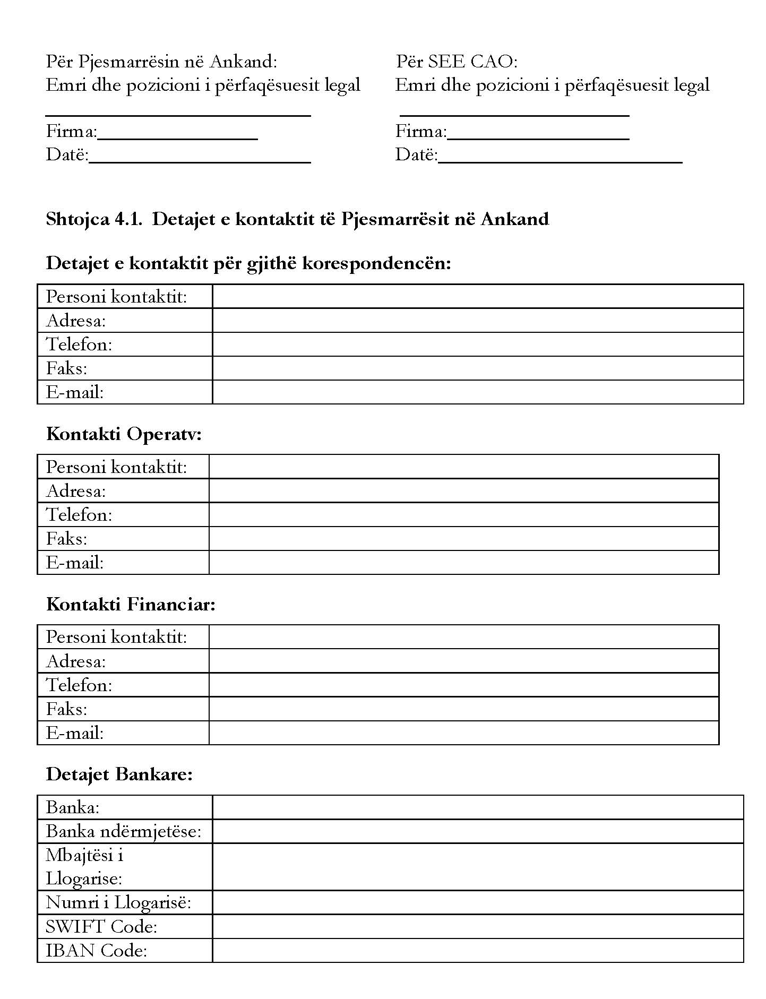 Për Pjesmarrësin në Ankand:
Emri dhe pozicioni i përfaqësuesit legal
Firma:
Datë:
Për SEE CAO:
Emri dhe pozicioni i përfaqësuesit legal
Firma:
Datë:
Shtojca 4.1. Detajet e kontaktit të Pjesmarrësit në Ankand
Detajet e kontaktit për gjithë korespondencën:
Personi kontaktit:
Adresa:
Telefon:
Faks:
E-mail:
Kontakti Operatv:
Personi kontaktit:
Adresa:
Telefon:
Faks:
E-mail:
Kontakti Financiar:
Personi kontaktit:
Adresa:
Telefon:
Faks:
E-mail:
Detajet Bankare:
Banka:
Banka ndërmjetëse:
Mbajtësi i
Llogarise:
Numri i Llogarisë:
SWIFT Code:
IBAN Code: